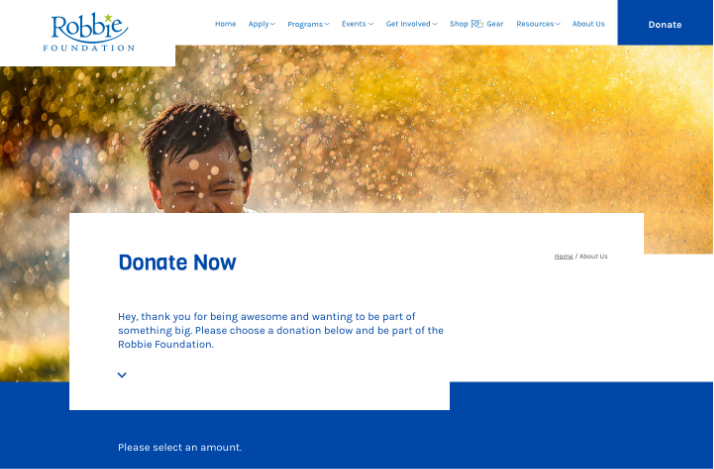 Robbie
FOUNDATION
Home
Apply
Programs
Events
Get Involved
Shop RF Gear
Resources
About Us
Donate
Donate Now
Home / About Us
Hey, thank you for being awesome and wanting to be part of
something big. Please choose a donation below and be part of the
Robbie Foundation.
Please select an amount.